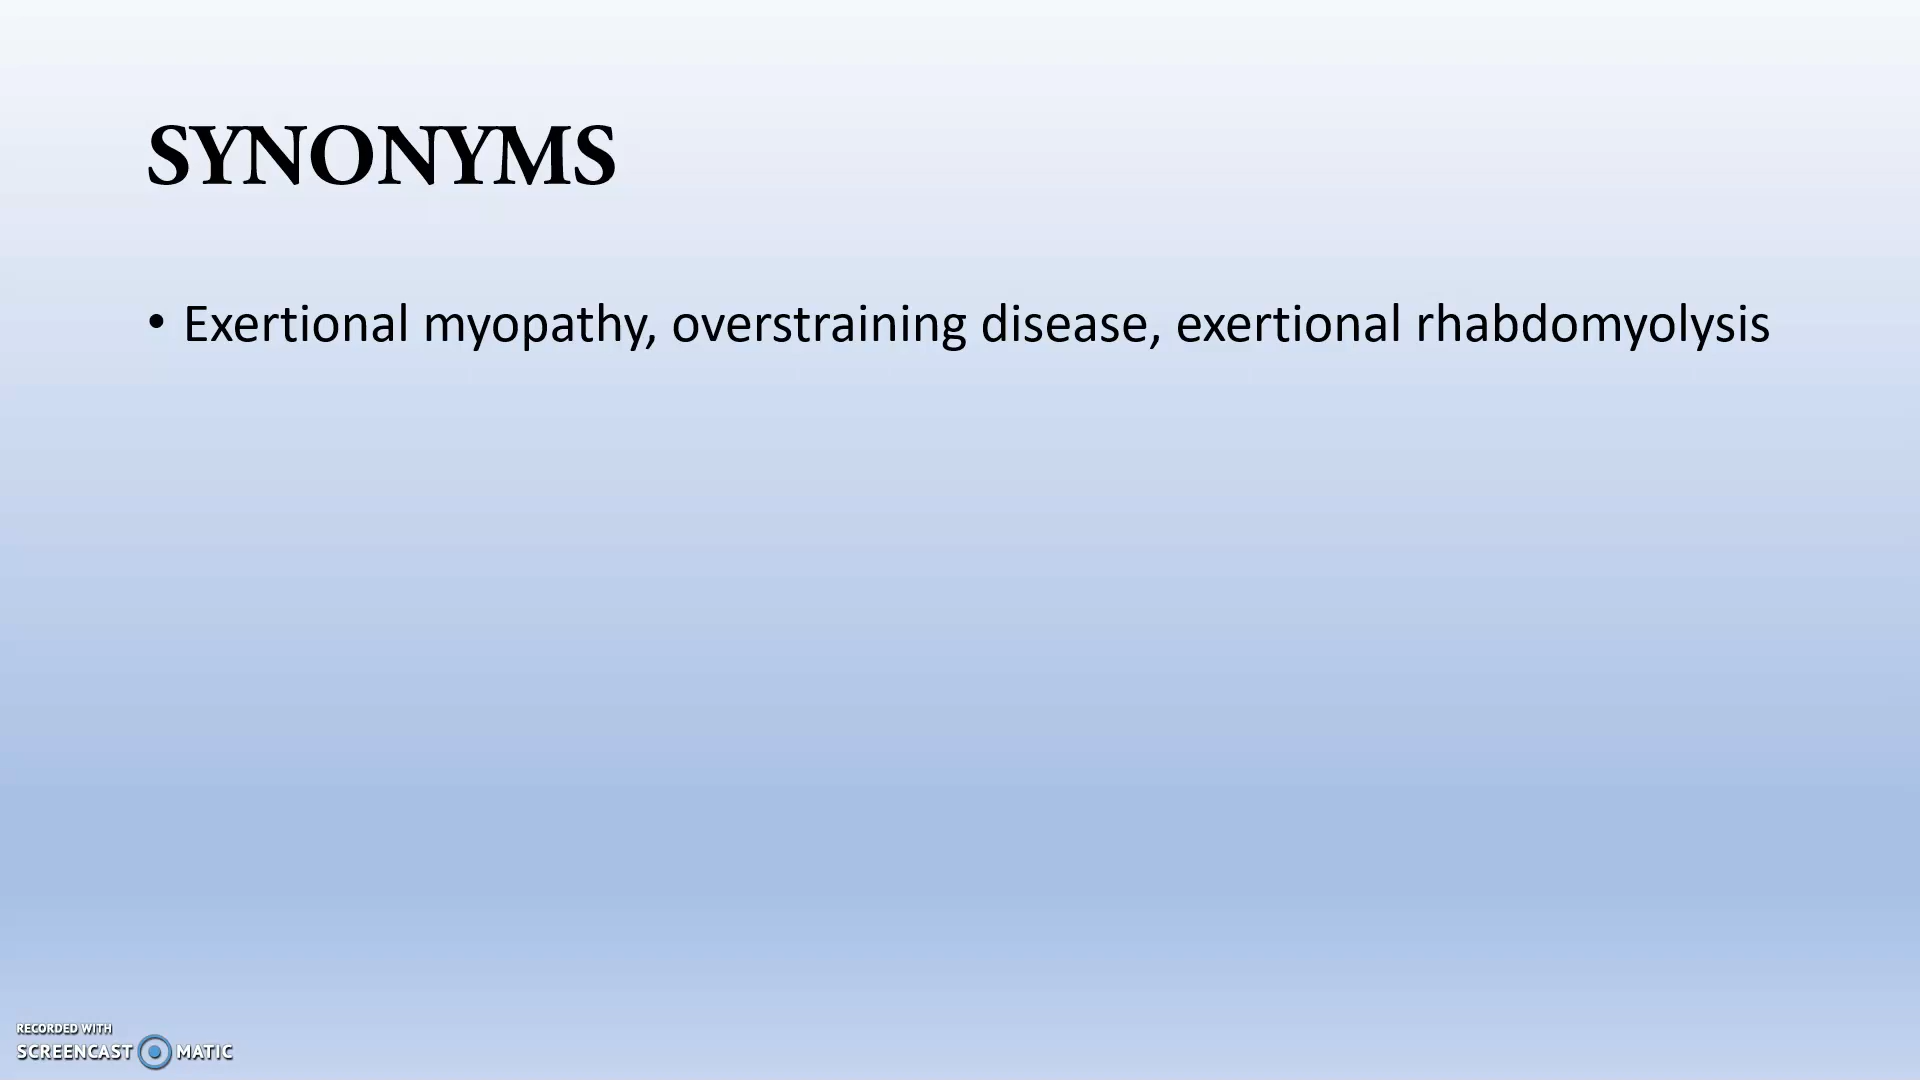 SYNONYMS
• Exertional myopathy, overstraining disease, exertional rhabdomyolysis
RECORDED WITH
SCREENCAST MATIC